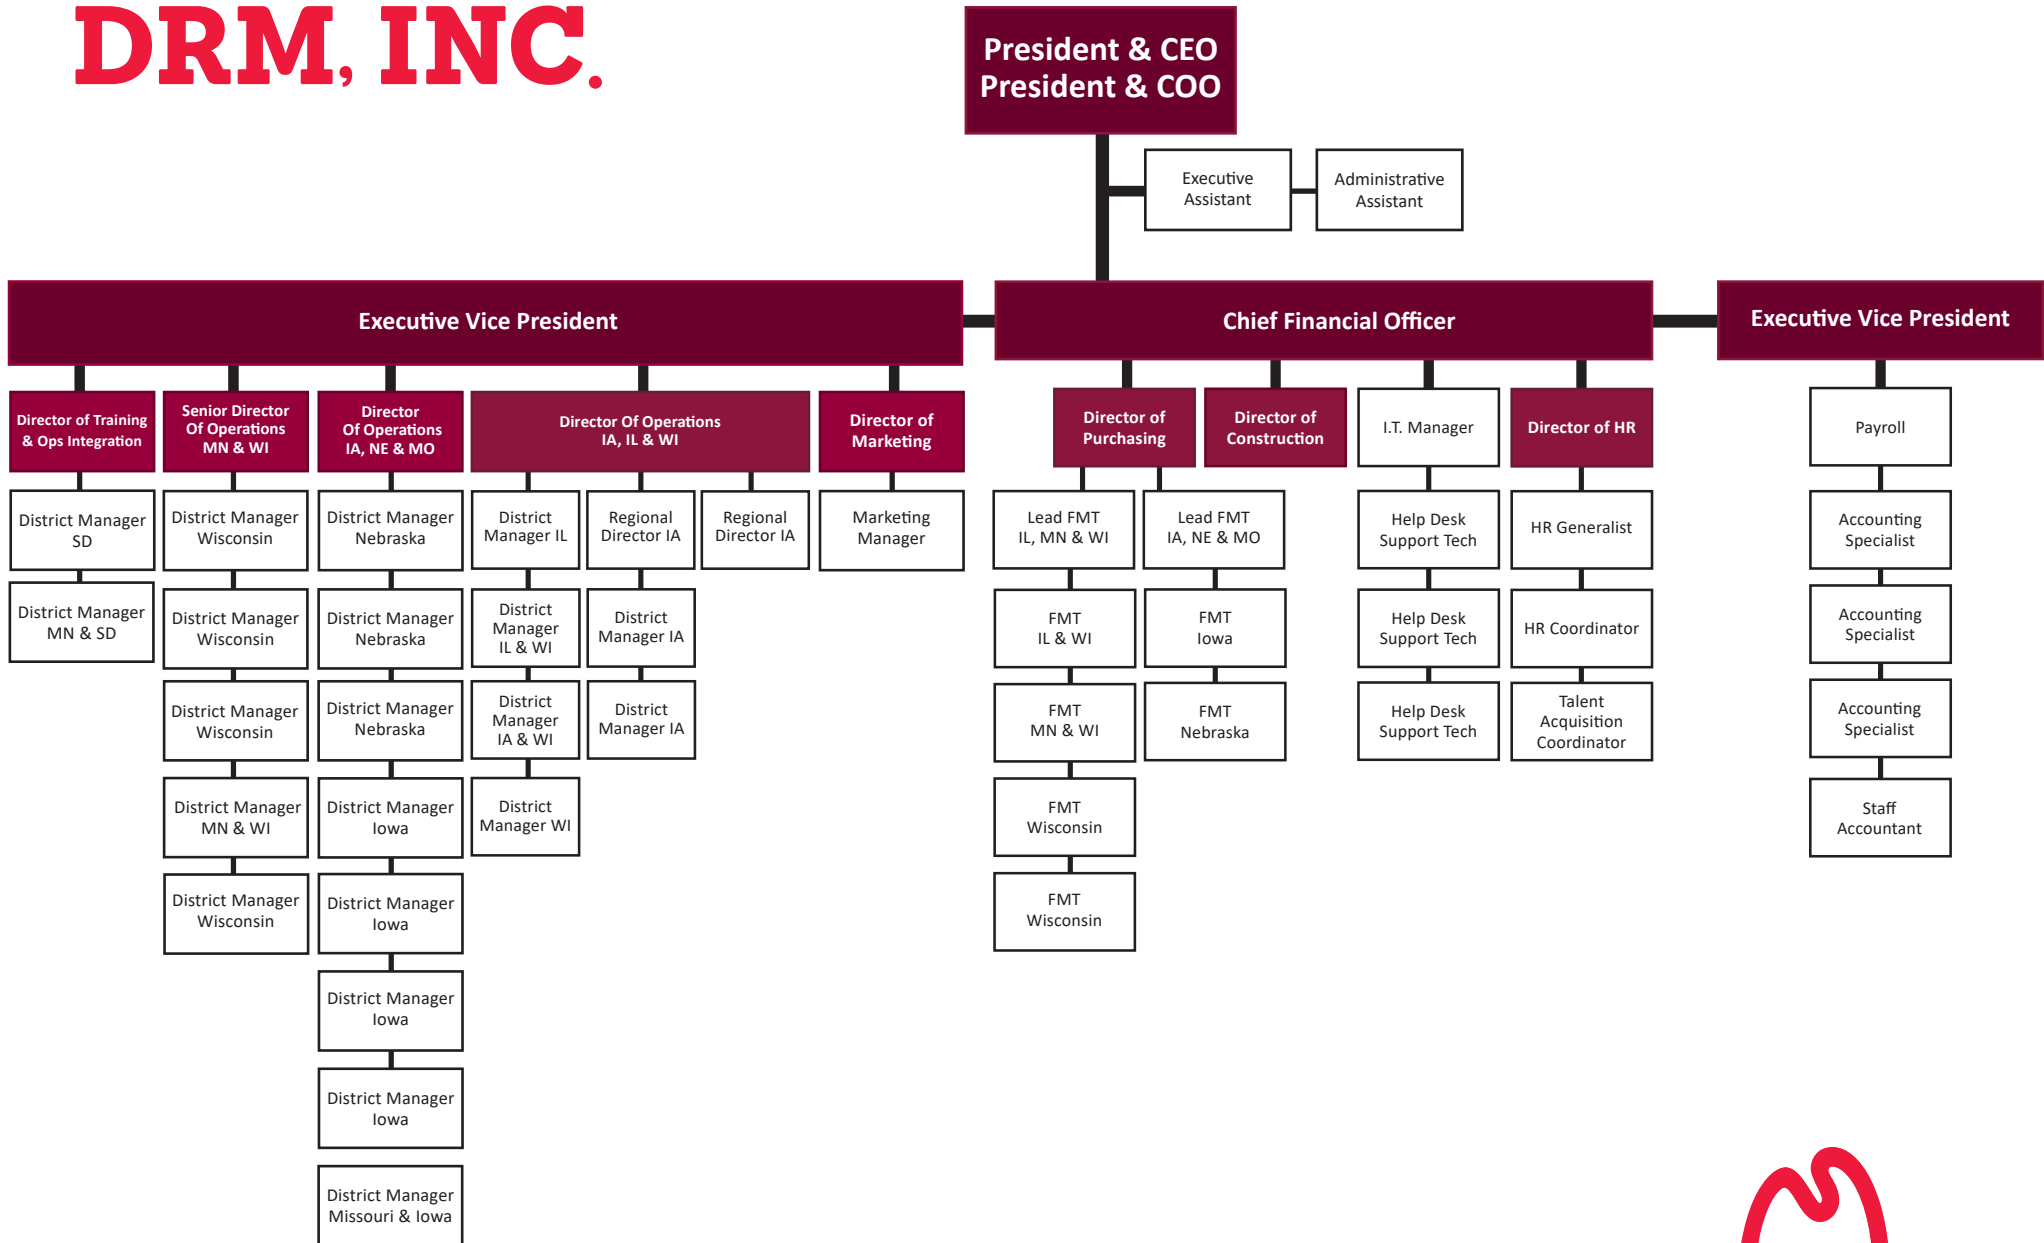 DRM, INC.
President & CEO
President & COO
Executive
Assistant
Administrative
Assistant
Executive Vice President
Chief Financial Officer
Executive Vice President
Director of Training
& Ops Integration
Senior Director
Of Operations
MN & WI
Director
Of Operations
IA, NE & MO
Director Of Operations
IA, IL & WI
Director of
Marketing
Director of
Purchasing
Director of
Construction
I.T. Manager
Director of HR
Payroll
District Manager
SD
District Manager
Wisconsin
District Manager
Nebraska
District
Manager IL
Regional
Director IA
Regional
Director IA
Marketing
Manager
Lead FMT
IL, MN & WI
Lead FMT
IA, NE & MO
Help Desk
Support Tech
HR Generalist
Accounting
Specialist
District Manager
MN & SD
District Manager
Wisconsin
District Manager
Nebraska
District
Manager
IL & WI
District
Manager IA
FMT
IL & WI
FMT
Iowa
Help Desk
Support Tech
HR Coordinator
Accounting
Specialist
District Manager
Wisconsin
District Manager
Nebraska
District
Manager
IA & WI
District
Manager IA
FMT
MN & WI
FMT
Nebraska
Help Desk
Support Tech
Talent
Acquisition
Coordinator
Accounting
Specialist
District Manager
MN & WI
District Manager
Iowa
District
Manager WI
FMT
Wisconsin
Staff
Accountant
District Manager
Wisconsin
District Manager
Iowa
FMT
Wisconsin
District Manager
Iowa
District Manager
Iowa
District Manager
Missouri & Iowa